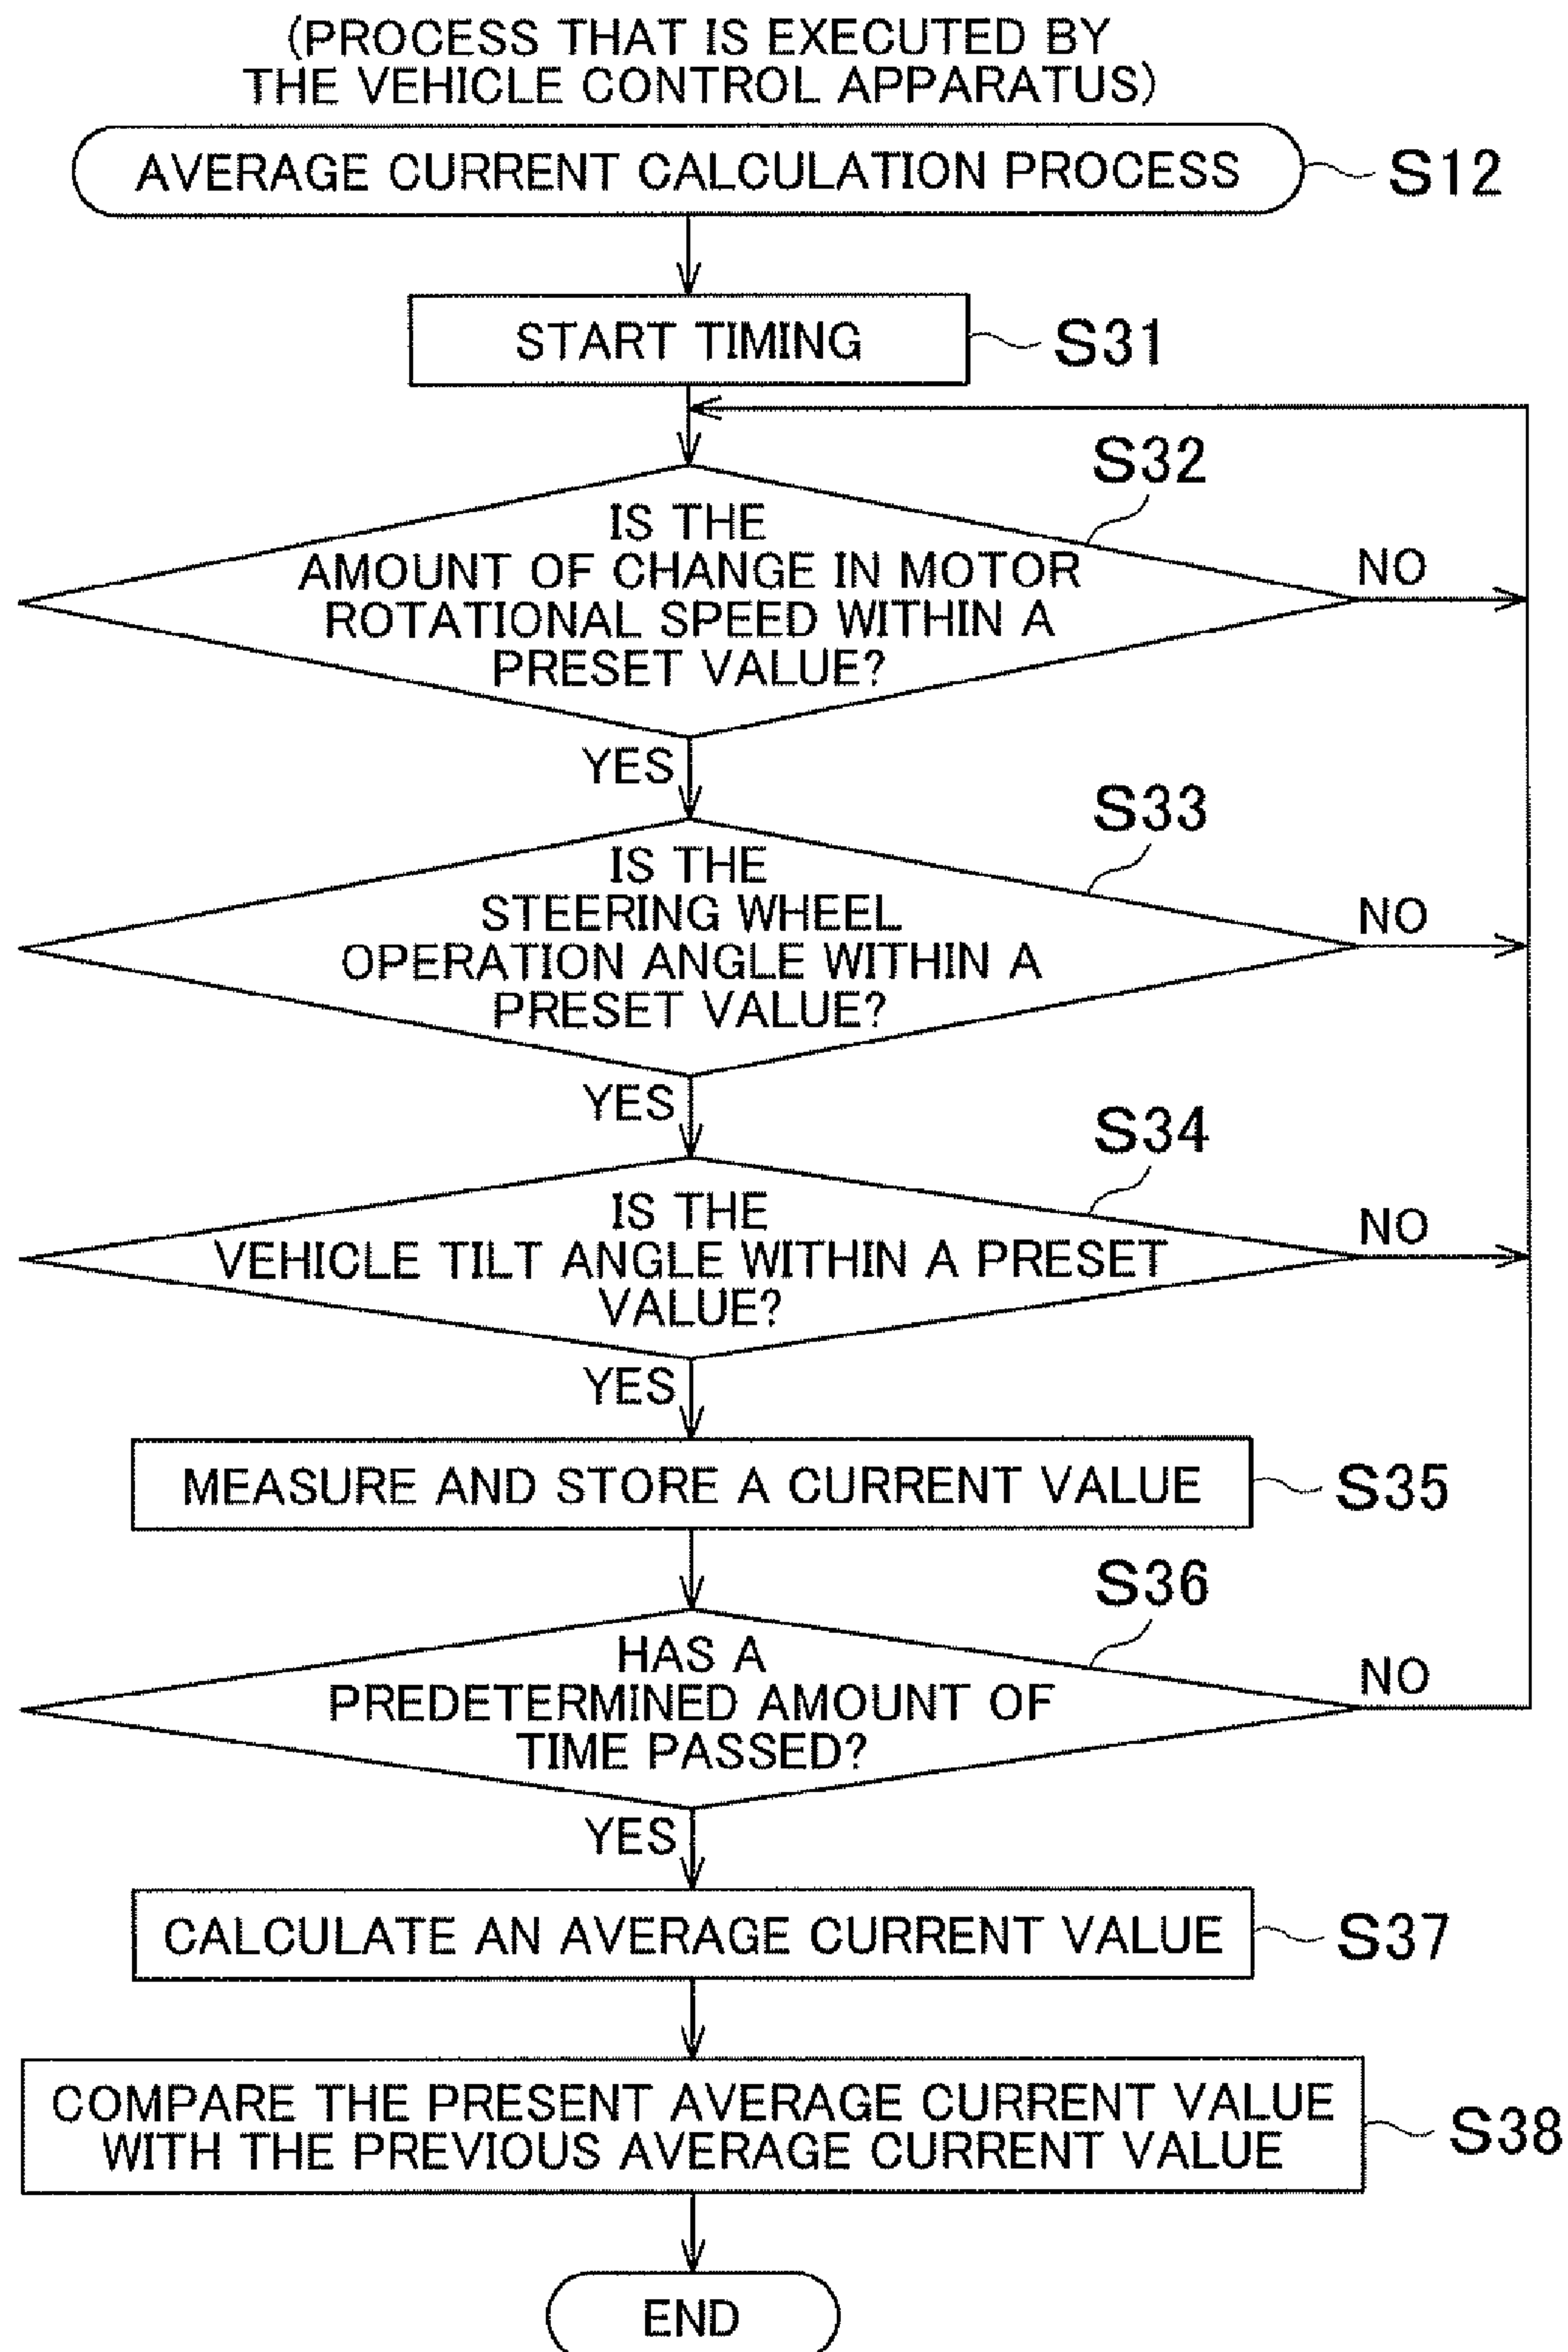 (PROCESS THAT IS EXECUTED BY
THE VEHICLE CONTROL APPARATUS)
AVERAGE CURRENT CALCULATION PROCESS
S12
START TIMING
S31
S32
IS THE
AMOUNT OF CHANGE IN MOTOR
ROTATIONAL SPEED WITHIN A
PRESET VALUE?
NO
YES
S33
IS THE
STEERING WHEEL
OPERATION ANGLE WITHIN A
PRESET VALUE?
NO
YES
S34
IS THE
VEHICLE TILT ANGLE WITHIN A PRESET
VALUE?
NO
YES
MEASURE AND STORE A CURRENT VALUE
S35
S36
HAS A
PREDETERMINED AMOUNT OF
TIME PASSED?
NO
YES
CALCULATE AN AVERAGE CURRENT VALUE
S37
COMPARE THE PRESENT AVERAGE CURRENT VALUE
WITH THE PREVIOUS AVERAGE CURRENT VALUE
S38
END